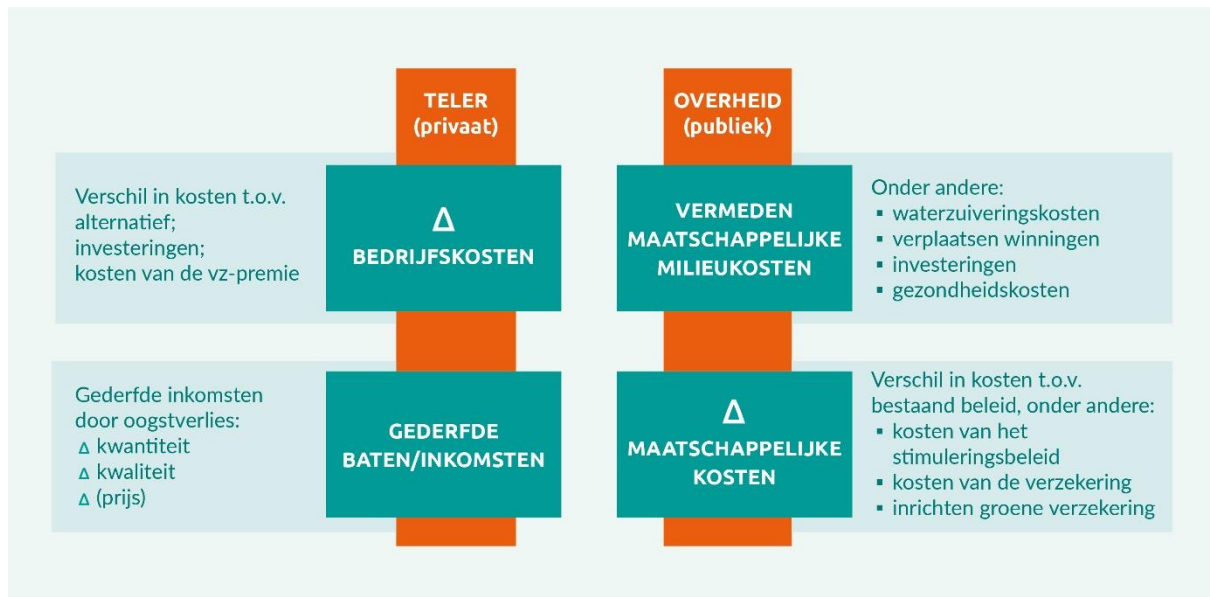 TELER
(privaat)
OVERHEID
(publiek)
Verschil in kosten t.o.v.
alternatief;
investeringen;
kosten van de vz-premie
Δ
BEDRIJFSKOSTEN
VERMEDEN
MAATSCHAPPELIJKE
MILIEUKOSTEN
Onder andere:
▪ waterzuiveringskosten
▪ verplaatsen winningen
▪ investeringen
▪ gezondheidskosten
Gederfde inkomsten
door oogstverlies:
Δ kwantiteit
Δ kwaliteit
Δ (prijs)
GEDERFDE
BATEN/INKOMSTEN
Δ
MAATSCHAPPELIJKE
KOSTEN
Verschil in kosten t.o.v.
bestaand beleid, onder andere:
▪ kosten van het
stimuleringsbeleid
▪ kosten van de verzekering
▪ inrichten groene verzekering